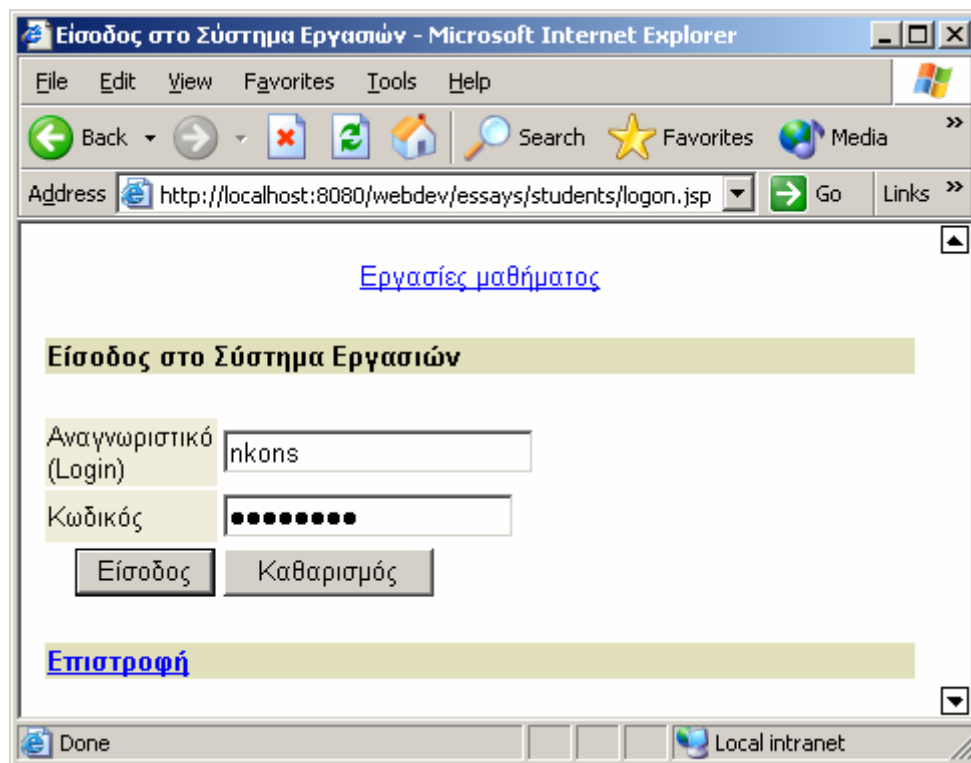 Είσοδος στο Σύστημα Εργασιών - Microsoft Internet Explorer
File Edit View Favorites Tools Help
Back Search Favorites Media »
Address http://localhost:8080/webdev/essays/students/logon.jsp Go Links »
Εργασίες μαθήματος
Είσοδος στο Σύστημα Εργασιών
Αναγνωριστικό
(Login) nkons
Κωδικός ●●●●●●●●
Είσοδος Καθαρισμός
Επιστροφή
Done Local intranet